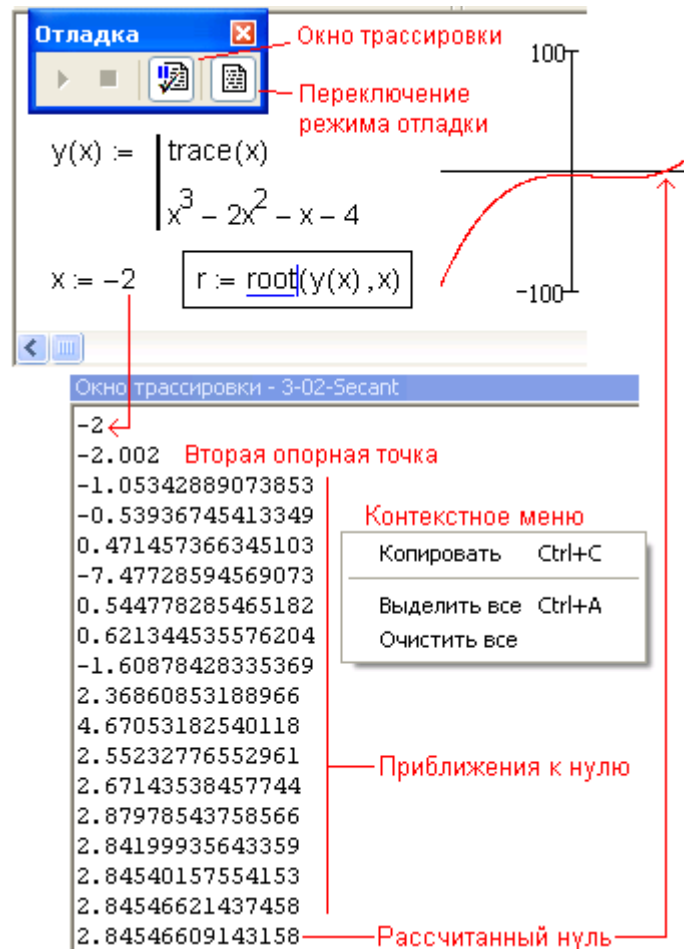 Отладка
Окно трассировки
Переключение
режима отладки
100
-100
y(x) := trace(x)
x^3 − 2x^2 − x − 4
x := −2 r := root(y(x) ,x)
Окно трассировки - 3-02-Secant
-2
-2.002 Вторая опорная точка
-1.05342889073853
-0.53936745413349
0.471457366345103
-7.47728594569073
0.544778285465182
0.621344535576204
-1.60878428335369
2.36860853188966
4.67053182540118
2.55232776552961
2.67143538457744
2.87978543758566
2.84199935643359
2.84540157554153
2.84546621437458
2.84546609143158
Контекстное меню
Копировать Ctrl+C
Выделить все Ctrl+A
Очистить все
Приближения к нулю
Рассчитанный нуль